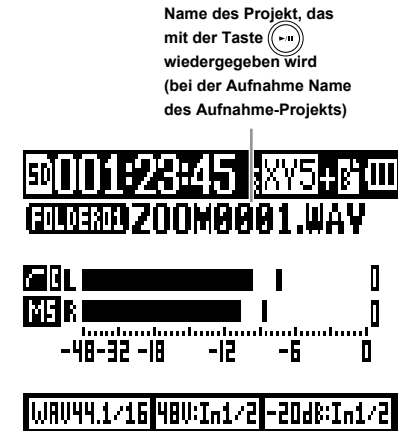 Name des Projekt, das
mit der Taste
wiedergegeben wird
(bei der Aufnahme Name
des Aufnahme-Projekts)
SD 001:23:45 XY5+
FOLDER01 ZOOM0001.WAV
C L 0
MS R 0
-48-32-18 -12 -6 0
WAV44.1/16 48V:In1/2 -20dB:In1/2